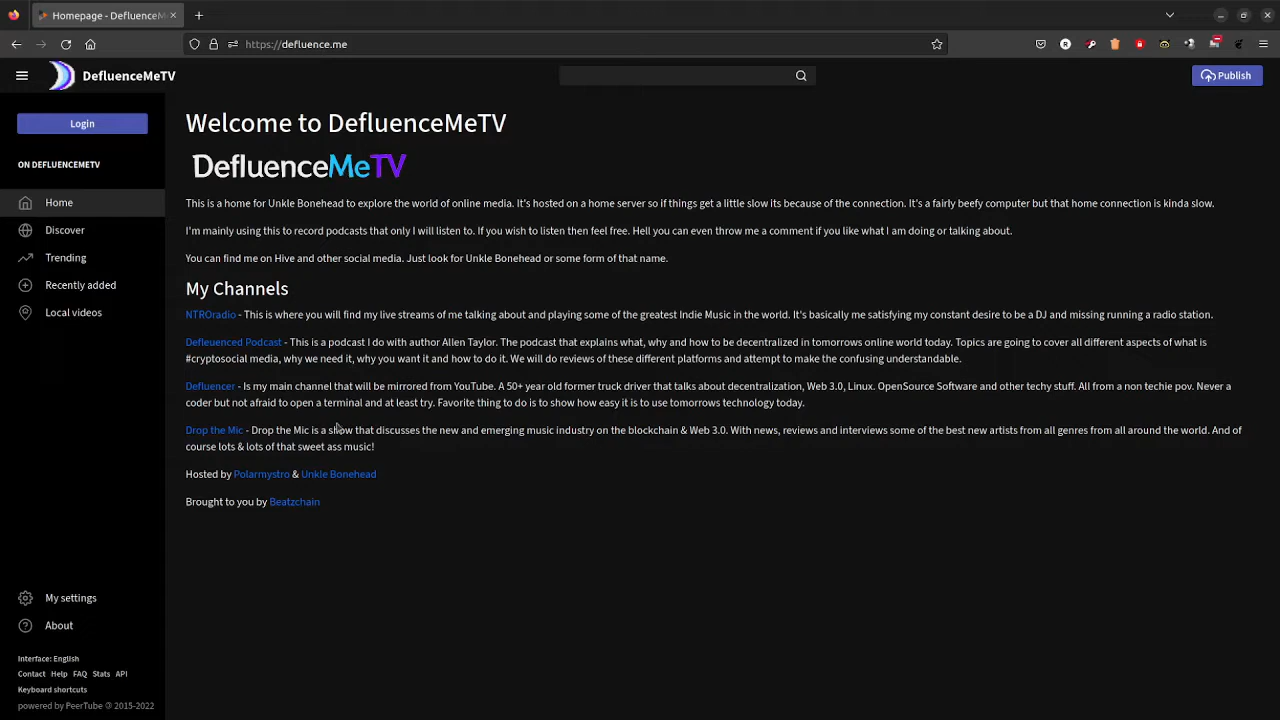 Homepage - DefluenceM
https://defluence.me
DefluenceMeTV
Publish
Login
ON DEFLUENCEMETV
Home
Discover
Trending
Recently added
Local videos
My settings
About
Interface: English
Contact Help FAQ Stats API
Keyboard shortcuts
powered by PeerTube © 2015-2022
Welcome to DefluenceMeTV
DefluenceMeTV
This is a home for Unkle Bonehead to explore the world of online media. It's hosted on a home server so if things get a little slow its because of the connection. It's a fairly beefy computer but that home connection is kinda slow.
I'm mainly using this to record podcasts that only I will listen to. If you wish to listen then feel free. Hell you can even throw me a comment if you like what I am doing or talking about.
You can find me on Hive and other social media. Just look for Unkle Bonehead or some form of that name.
My Channels
NTROradio - This is where you will find my live streams of me talking about and playing some of the greatest Indie Music in the world. It's basically me satisfying my constant desire to be a DJ and missing running a radio station.
Defleuenced Podcast - This is a podcast I do with author Allen Taylor. The podcast that explains what, why and how to be decentralized in tomorrows online world today. Topics are going to cover all different aspects of what is
#cryptosocial media, why we need it, why you want it and how to do it. We will do reviews of these different platforms and attempt to make the confusing understandable.
Defluencer - Is my main channel that will be mirrored from YouTube. A 50+ year old former truck driver that talks about decentralization, Web 3.0, Linux. OpenSource Software and other techy stuff. All from a non techie pov. Never a
coder but not afraid to open a terminal and at least try. Favorite thing to do is to show how easy it is to use tomorrows technology today.
Drop the Mic - Drop the Mic is a show that discusses the new and emerging music industry on the blockchain & Web 3.0. With news, reviews and interviews some of the best new artists from all genres from all around the world. And of
course lots & lots of that sweet ass music!
Hosted by Polarmystro & Unkle Bonehead
Brought to you by Beatzchain